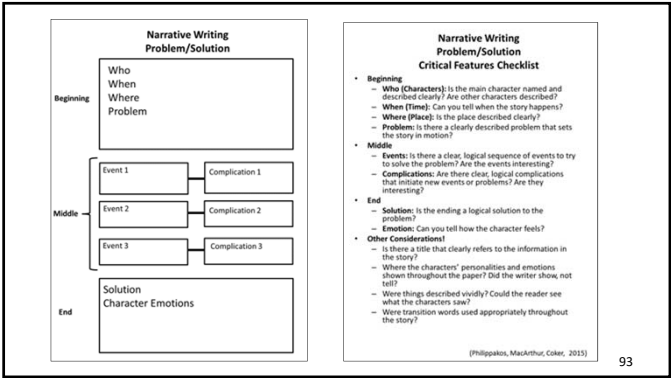 Narrative Writing
Problem/Solution
Beginning
Who
When
Where
Problem
Middle
Event 1
Complication 1
Event 2
Complication 2
Event 3
Complication 3
End
Solution
Character Emotions
Narrative Writing
Problem/Solution
Critical Features Checklist
• Beginning
– Who (Characters): Is the main character named and
described clearly? Are other characters described?
– When (Time): Can you tell when the story happens?
– Where (Place): Is the place described clearly?
– Problem: Is there a clearly described problem that sets
the story in motion?
• Middle
– Events: Is there a clear, logical sequence of events to try
to solve the problem? Are the events interesting?
– Complications: Are there clear, logical complications
that initiate new events or problems? Are they
interesting?
• End
– Solution: Is the ending a logical solution to the
problem?
– Emotion: Can you tell how the character feels?
• Other Considerations!
– Is there a title that clearly refers to the information in
the story?
– Where the characters' personalities and emotions
shown throughout the paper? Did the writer show, not
tell?
– Were things described vividly? Could the reader see
what the characters saw?
– Were transition words used appropriately throughout
the story?
(Philippakos, MacArthur, Coker, 2015)
93